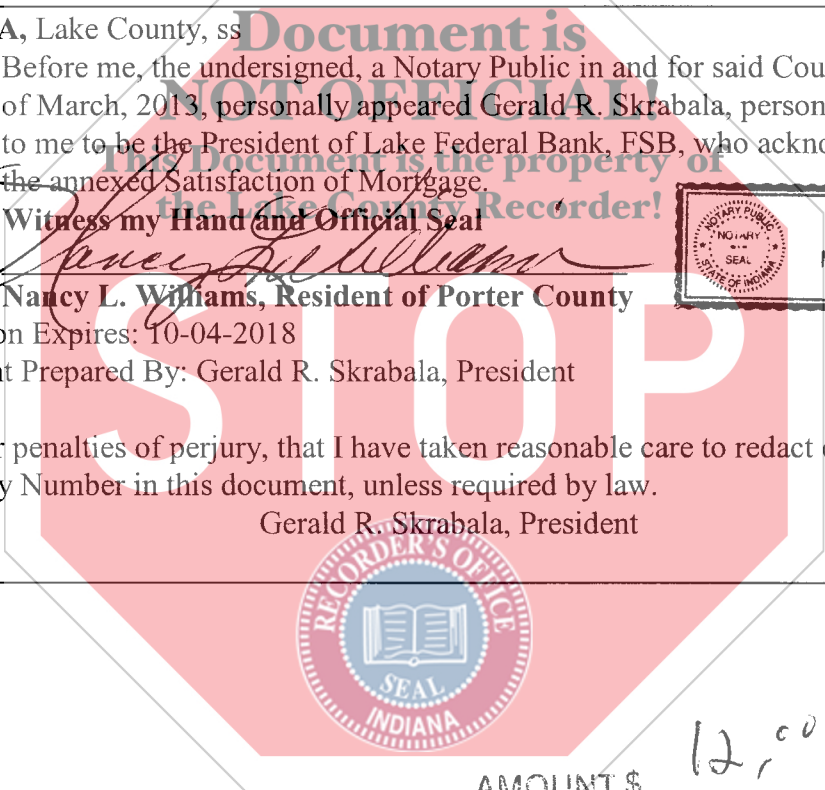 A, Lake County, ss
Document is
Before me, the undersigned, a Notary Public in and for said Cou
NOT OFFICIAL!
of March, 2013, personally appeared Gerald R. Skrabala, person
to me to be the President of Lake Federal Bank, FSB, who ackno
This Document is the property of
the annexed Satisfaction of Mortgage.
the Lake County Recorder!
Witness my Hand and Official Seal
Nancy L. Williams
NOTARY PUBLIC
NOTARY
SEAL
STATE OF INDIANA
Nancy L. Williams, Resident of Porter County
on Expires: 10-04-2018
t Prepared By: Gerald R. Skrabala, President
STOP
r penalties of perjury, that I have taken reasonable care to redact
y Number in this document, unless required by law.
Gerald R. Skrabala, President
RECORDER'S OFFICE
SEAL
INDIANA
12,00
AMOUNT $